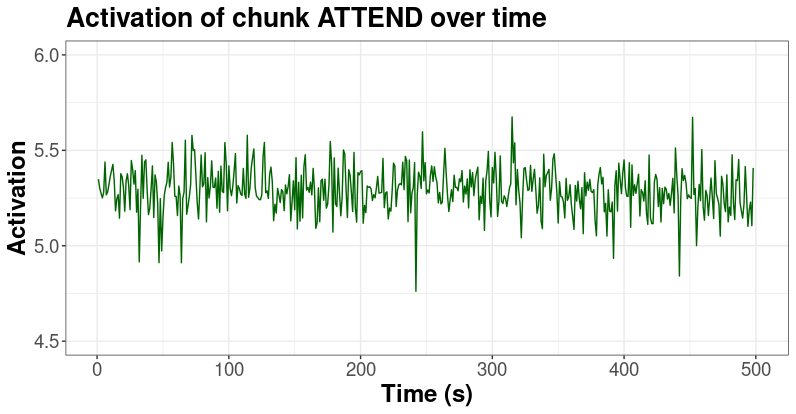 Activation of chunk ATTEND over time
Activation
6.0
5.5
5.0
4.5
0 100 200 300 400 500
Time (s)